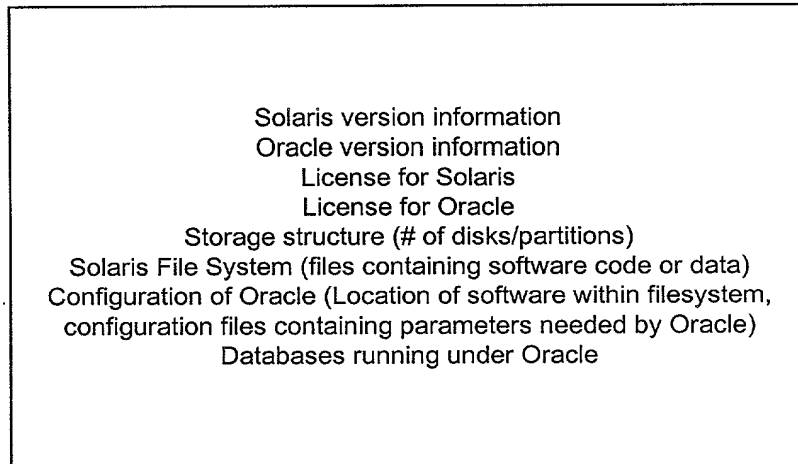 Solaris version information
Oracle version information
License for Solaris
License for Oracle
Storage structure (# of disks/partitions)
Solaris File System (files containing software code or data)
Configuration of Oracle (Location of software within filesystem,
configuration files containing parameters needed by Oracle)
Databases running under Oracle